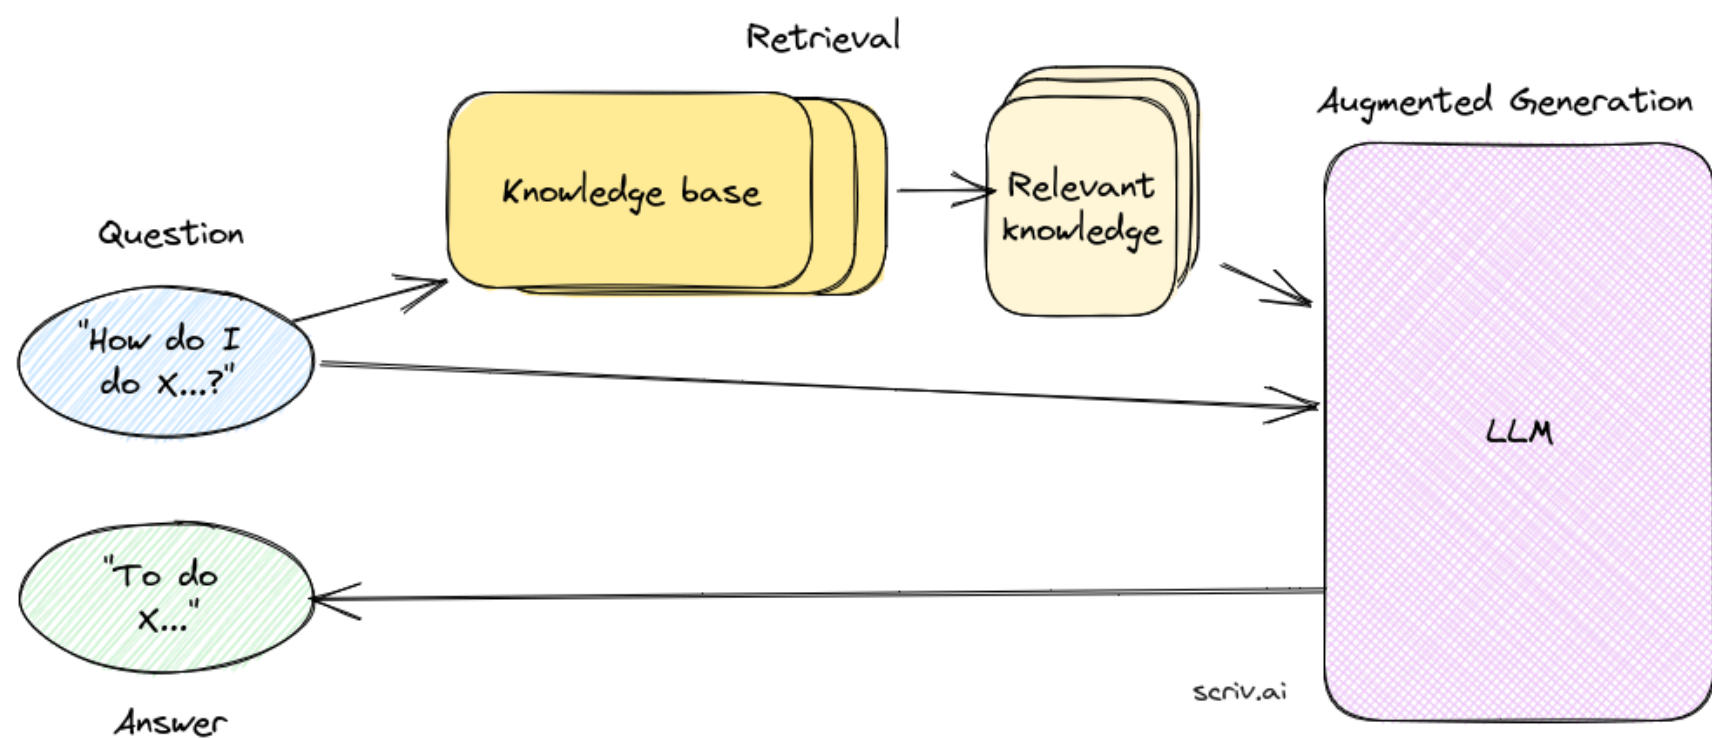 Retrieval
Augmented Generation
Knowledge base
Relevant
knowledge
Question
"How do I
do X...?"
LLM
"To do
X..."
scriv.ai
Answer